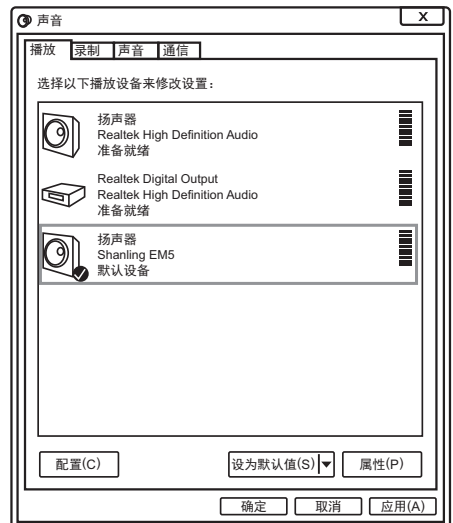 声音
X
播放 录制 声音 通信
选择以下播放设备来修改设置：
扬声器
Realtek High Definition Audio
准备就绪
Realtek Digital Output
Realtek High Definition Audio
准备就绪
扬声器
Shanling EM5
默认设备
配置(C) 设为默认值(S) 属性(P)
确定 取消 应用(A)